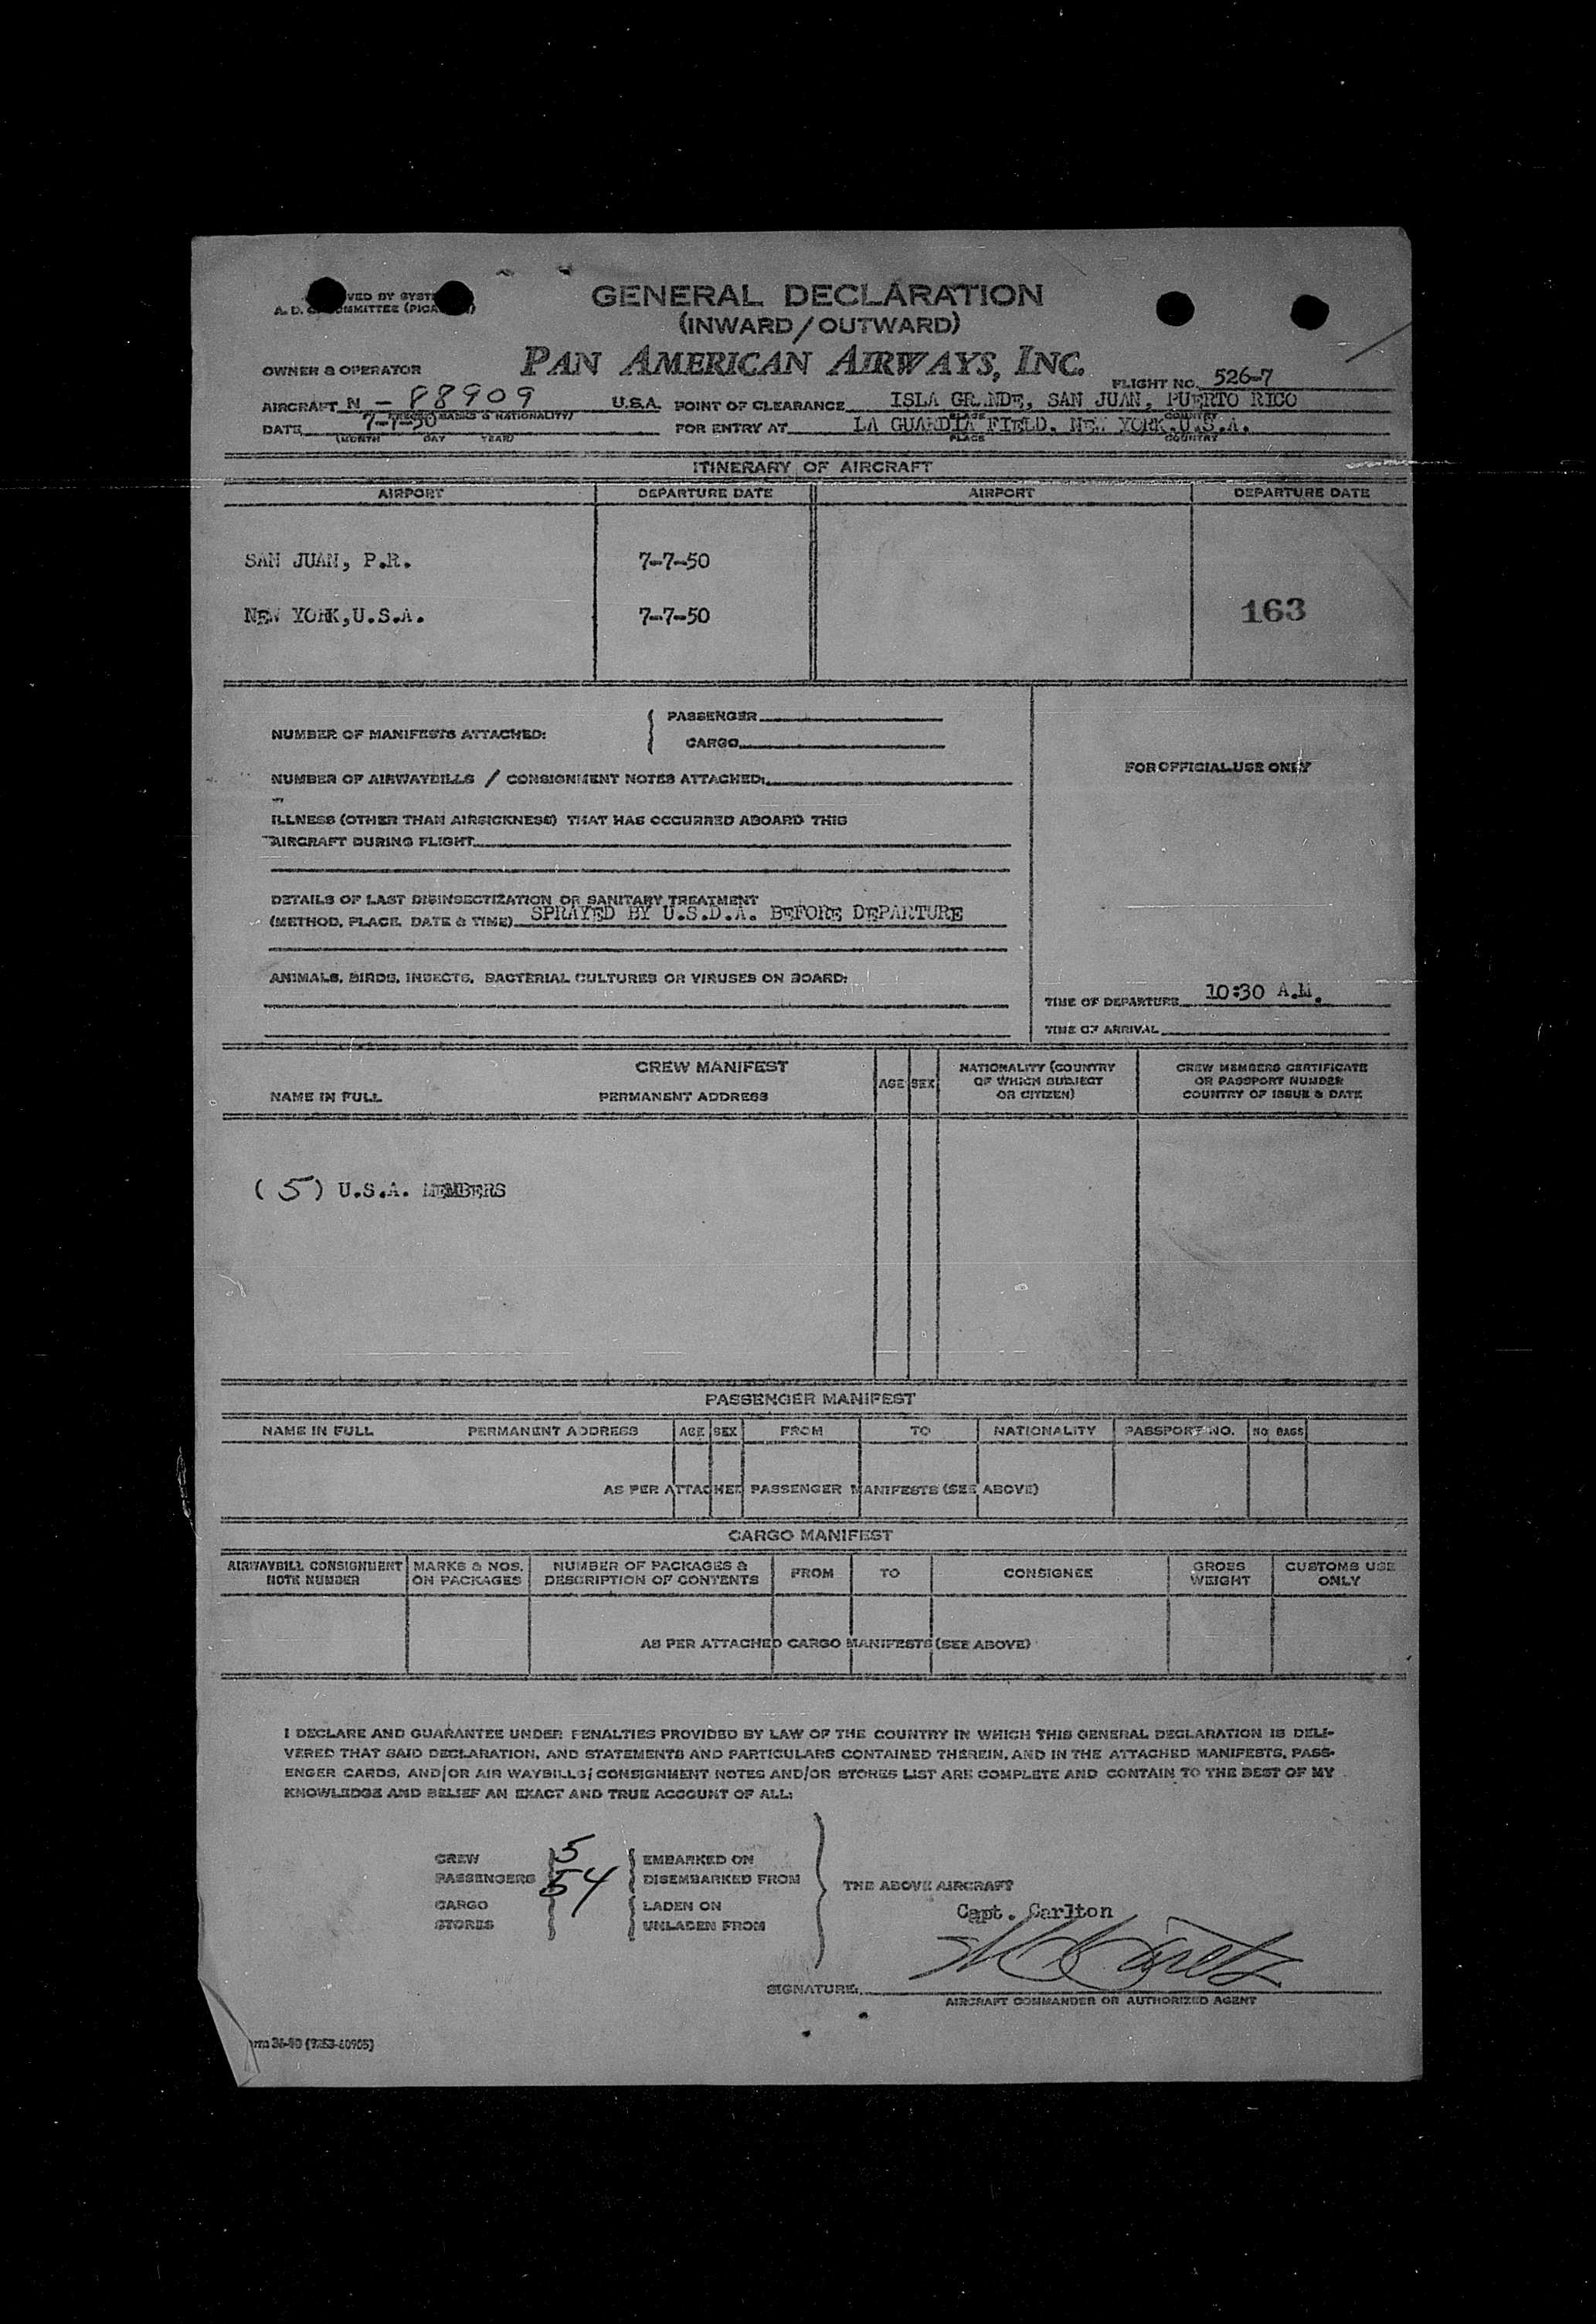 GENERAL DECLARATION
(INWARD/OUTWARD)
A. D. COMMITTEE
OWNER & OPERATOR PAN AMERICAN AIRWAYS, INC. FLIGHT NO. 526-7
AIRCRAFT N - 88909 U.S.A. POINT OF CLEARANCE ISLA GRANDE, SAN JUAN, PUERTO RICO
(REGIS. MARKS & NATIONALITY) PLACE COUNTRY
DATE 7-7-50 FOR ENTRY AT LA GUARDIA FIELD. NEW YORK.U.S.A.
(MONTH DAY YEAR) PLACE COUNTRY
ITINERARY OF AIRCRAFT
AIRPORT DEPARTURE DATE AIRPORT DEPARTURE DATE
SAN JUAN, P.R. 7-7-50
NEW YORK,U.S.A. 7-7-50 163
NUMBER OF MANIFESTS ATTACHED: PASSENGER
CARGO
FOR OFFICIAL USE ONLY
NUMBER OF AIRWAYBILLS / CONSIGNMENT NOTES ATTACHED:
ILLNESS (OTHER THAN AIRSICKNESS) THAT HAS OCCURRED ABOARD THIS
AIRCRAFT DURING FLIGHT
DETAILS OF LAST DISINSECTIZATION OR SANITARY TREATMENT
(METHOD, PLACE, DATE & TIME) SPRAYED BY U.S.D.A. BEFORE DEPARTURE
ANIMALS, BIRDS, INSECTS, BACTERIAL CULTURES OR VIRUSES ON BOARD:
TIME OF DEPARTURE 10:30 A.M.
TIME OF ARRIVAL
CREW MANIFEST
NAME IN FULL PERMANENT ADDRESS AGE SEX NATIONALITY (COUNTRY OF WHICH SUBJECT OR CITIZEN) CREW MEMBERS CERTIFICATE OR PASSPORT NUMBER COUNTRY OF ISSUE & DATE
(5) U.S.A. MEMBERS
PASSENGER MANIFEST
NAME IN FULL PERMANENT ADDRESS AGE SEX FROM TO NATIONALITY PASSPORT NO. NO. BAGS
AS PER ATTACHED PASSENGER MANIFESTS (SEE ABOVE)
CARGO MANIFEST
AIRWAYBILL CONSIGNMENT NOTE NUMBER MARKS & NOS. ON PACKAGES NUMBER OF PACKAGES & DESCRIPTION OF CONTENTS FROM TO CONSIGNEE GROSS WEIGHT CUSTOMS USE ONLY
AS PER ATTACHED CARGO MANIFESTS (SEE ABOVE)
I DECLARE AND GUARANTEE UNDER PENALTIES PROVIDED BY LAW OF THE COUNTRY IN WHICH THIS GENERAL DECLARATION IS DELI-
VERED THAT SAID DECLARATION, AND STATEMENTS AND PARTICULARS CONTAINED THEREIN, AND IN THE ATTACHED MANIFESTS, PASS-
ENGER CARDS, AND/OR AIR WAYBILLS/CONSIGNMENT NOTES AND/OR STORES LIST ARE COMPLETE AND CONTAIN TO THE BEST OF MY
KNOWLEDGE AND BELIEF AN EXACT AND TRUE ACCOUNT OF ALL:
CREW 5 EMBARKED ON
PASSENGERS 54 DISEMBARKED FROM
THE ABOVE AIRCRAFT
CARGO LADEN ON
STORES UNLADEN FROM
Capt. Carlton
SIGNATURE:
AIRCRAFT COMMANDER OR AUTHORIZED AGENT